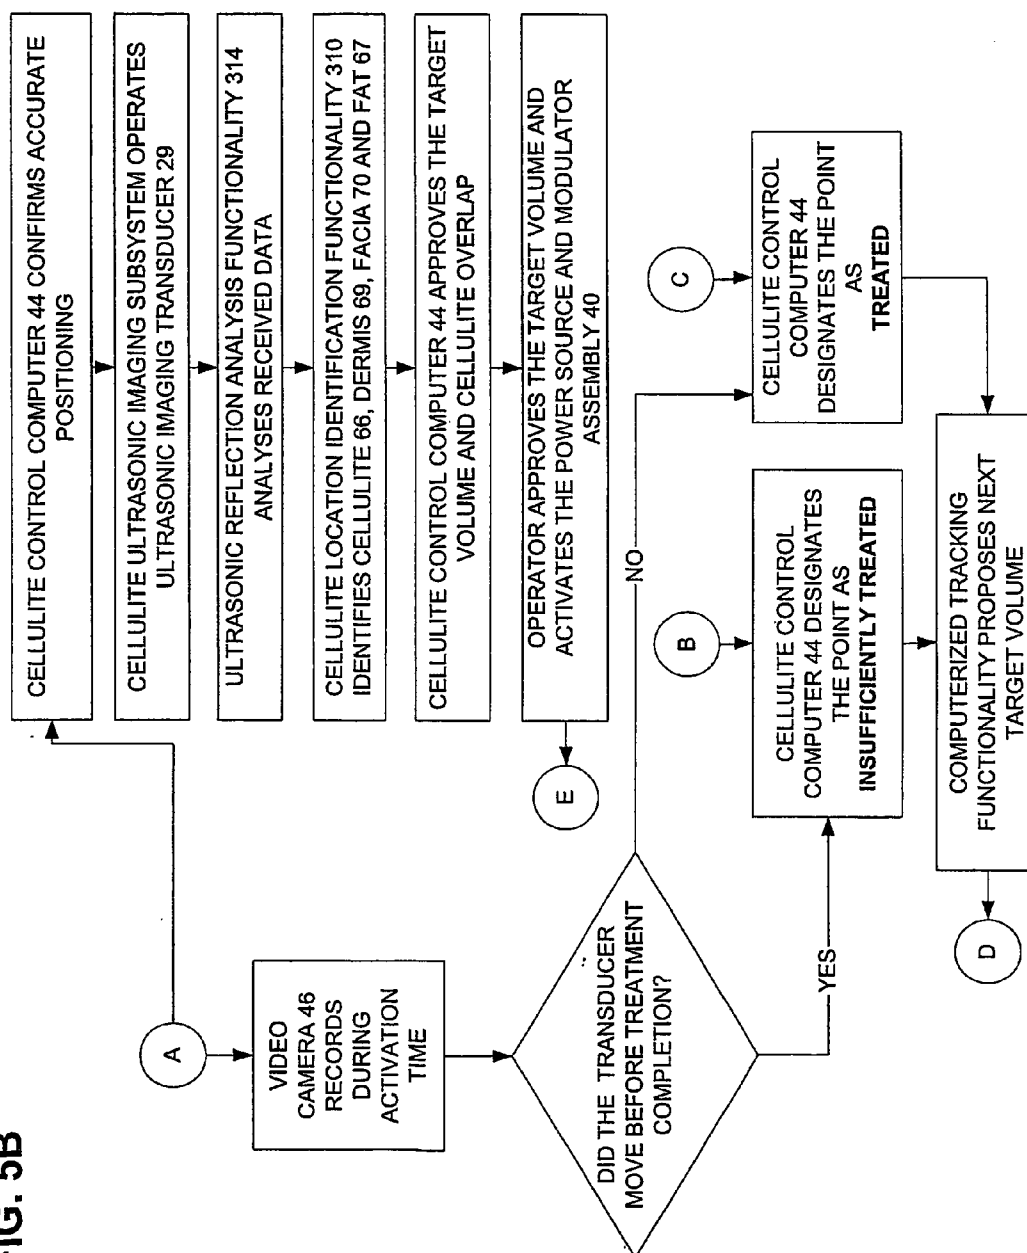 FIG. 5B
A
CELLULITE CONTROL COMPUTER 44 CONFIRMS ACCURATE
POSITIONING
CELLULITE ULTRASONIC IMAGING SUBSYSTEM OPERATES
ULTRASONIC IMAGING TRANSDUCER 29
ULTRASONIC REFLECTION ANALYSIS FUNCTIONALITY 314
ANALYSES RECEIVED DATA
CELLULITE LOCATION IDENTIFICATION FUNCTIONALITY 310
IDENTIFIES CELLULITE 66, DERMIS 69, FACIA 70 AND FAT 67
CELLULITE CONTROL COMPUTER 44 APPROVES THE TARGET
VOLUME AND CELLULITE OVERLAP
OPERATOR APPROVES THE TARGET VOLUME AND
ACTIVATES THE POWER SOURCE AND MODULATOR
ASSEMBLY 40
E
VIDEO
CAMERA 46
RECORDS
DURING
ACTIVATION
TIME
DID THE TRANSDUCER
MOVE BEFORE TREATMENT
COMPLETION?
NO
YES
B
CELLULITE CONTROL
COMPUTER 44 DESIGNATES
THE POINT AS
INSUFFICIENTLY TREATED
C
CELLULITE CONTROL
COMPUTER 44
DESIGNATES THE POINT
AS
TREATED
COMPUTERIZED TRACKING
FUNCTIONALITY PROPOSES NEXT
TARGET VOLUME
D